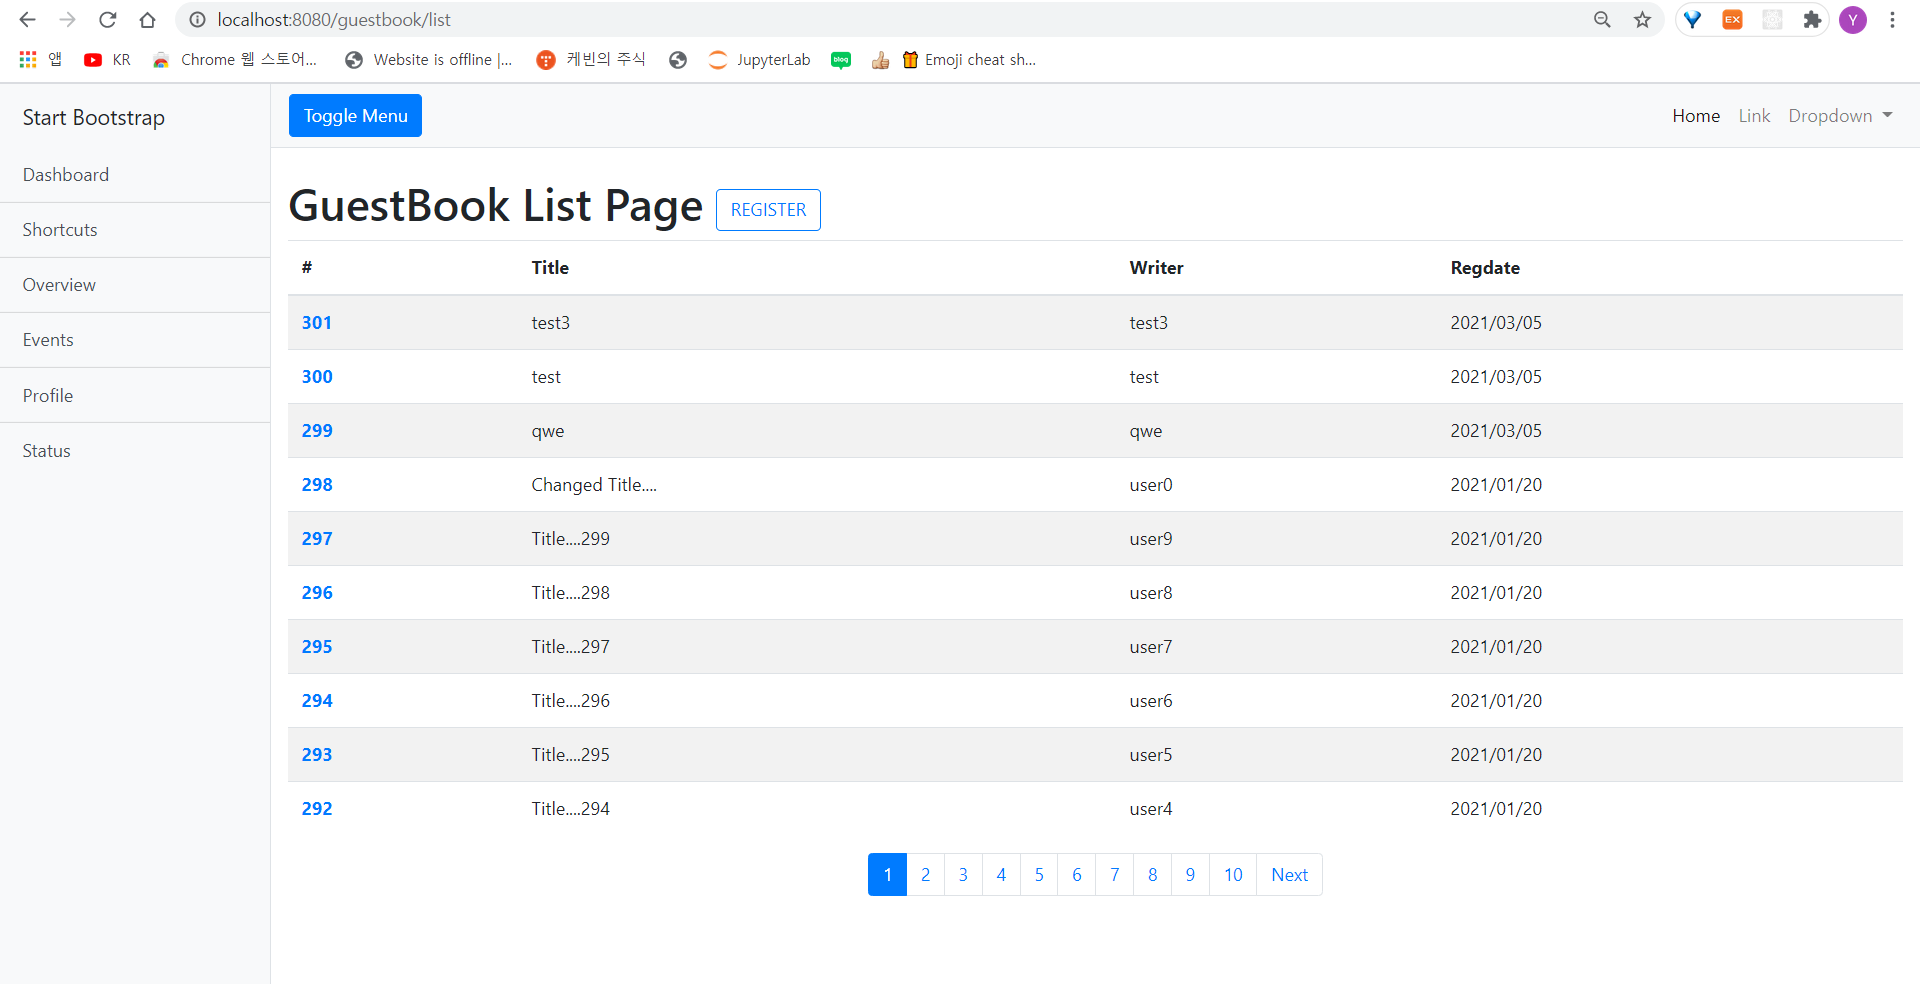 localhost:8080/guestbook/list
EX
Y
앱 KR Chrome 웹 스토어... Website is offline |... 케빈의 주식 JupyterLab blog Emoji cheat sh...
Start Bootstrap Toggle Menu Home Link Dropdown
Dashboard
Shortcuts
Overview
Events
Profile
Status
GuestBook List Page REGISTER
# Title Writer Regdate
301 test3 test3 2021/03/05
300 test test 2021/03/05
299 qwe qwe 2021/03/05
298 Changed Title.... user0 2021/01/20
297 Title....299 user9 2021/01/20
296 Title....298 user8 2021/01/20
295 Title....297 user7 2021/01/20
294 Title....296 user6 2021/01/20
293 Title....295 user5 2021/01/20
292 Title....294 user4 2021/01/20
1 2 3 4 5 6 7 8 9 10 Next